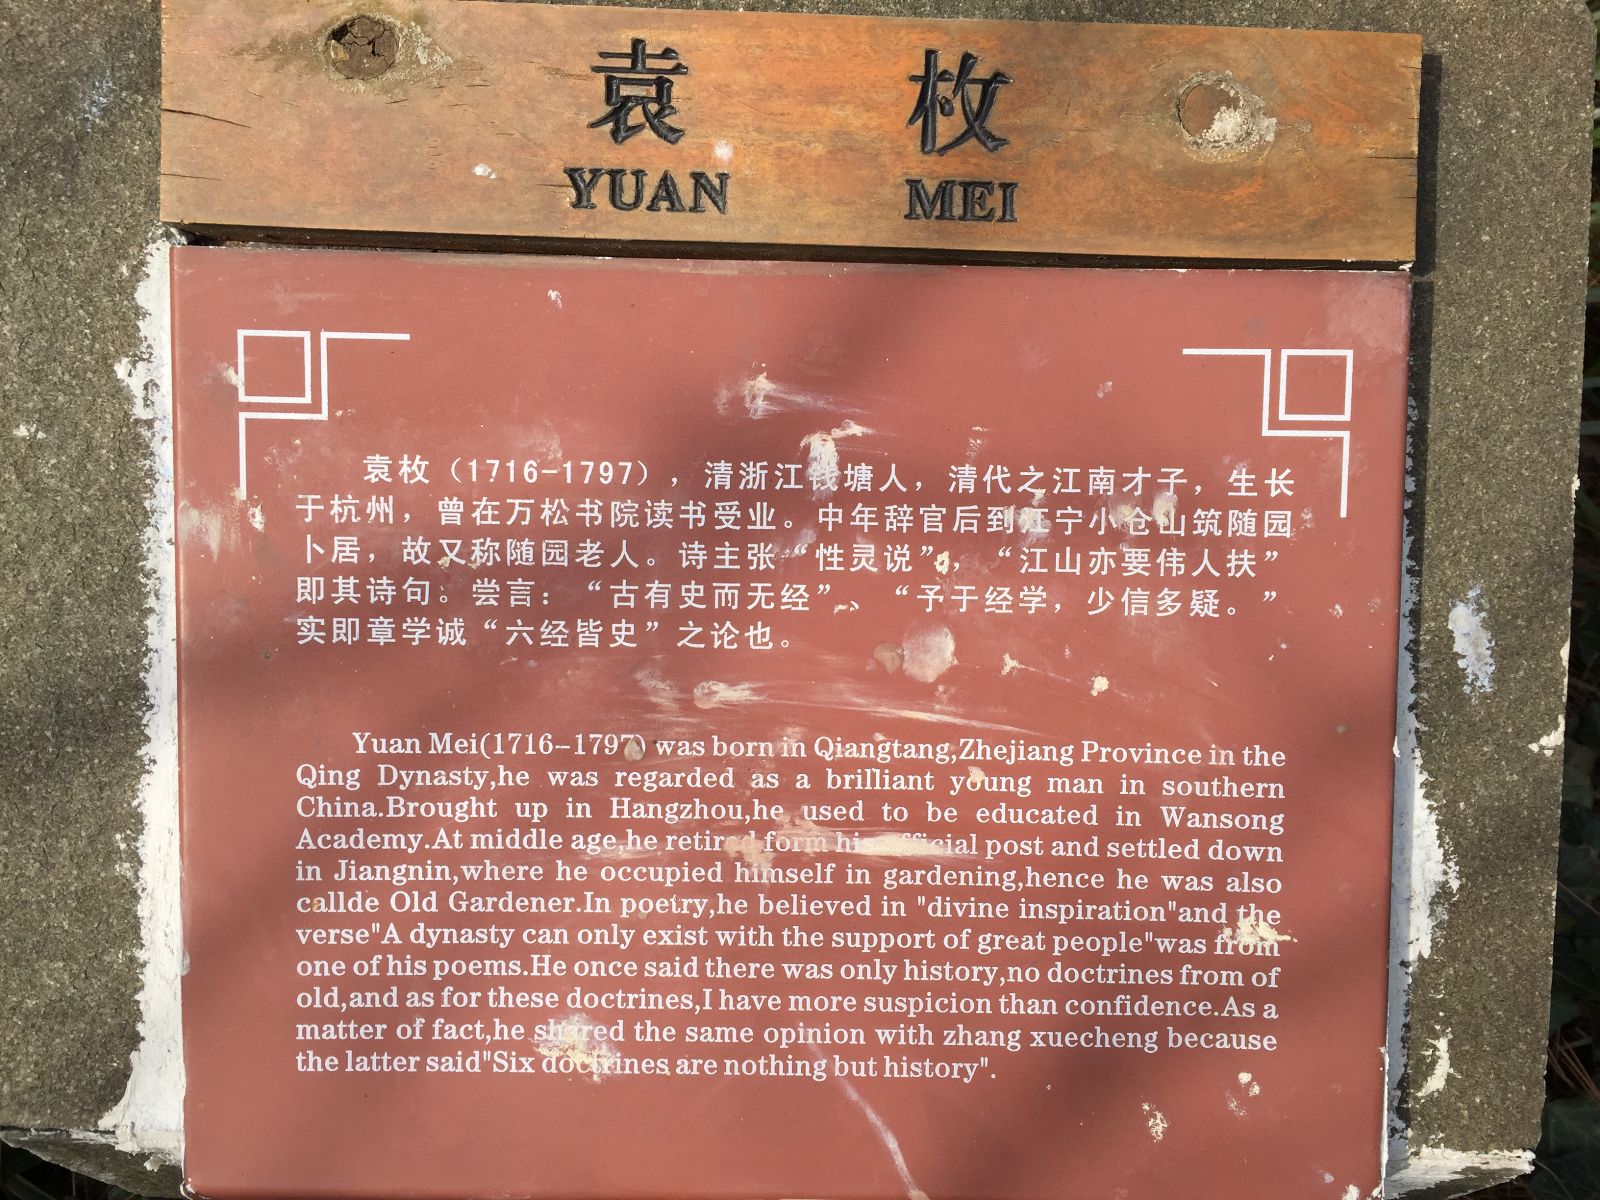 袁 枚
YUAN MEI
袁枚（1716-1797），清浙江钱塘人，清代之江南才子，生长
于杭州，曾在万松书院读书受业。中年辞官后到江宁小仓山筑随园
卜居，故又称随园老人。诗主张“性灵说”，“江山亦要伟人扶”
即其诗句。尝言：“古有史而无经”、“予于经学，少信多疑。”
实即章学诚“六经皆史”之论也。
Yuan Mei(1716-1797) was born in Qiangtang,Zhejiang Province in the
Qing Dynasty,he was regarded as a brilliant young man in southern
China.Brought up in Hangzhou,he used to be educated in Wansong
Academy.At middle age,he retired form his official post and settled down
in Jiangnin,where he occupied himself in gardening,hence he was also
callde Old Gardener.In poetry,he believed in "divine inspiration"and the
verse"A dynasty can only exist with the support of great people"was from
one of his poems.He once said there was only history,no doctrines from of
old,and as for these doctrines,I have more suspicion than confidence.As a
matter of fact,he shared the same opinion with zhang xuecheng because
the latter said"Six doctrines are nothing but history".